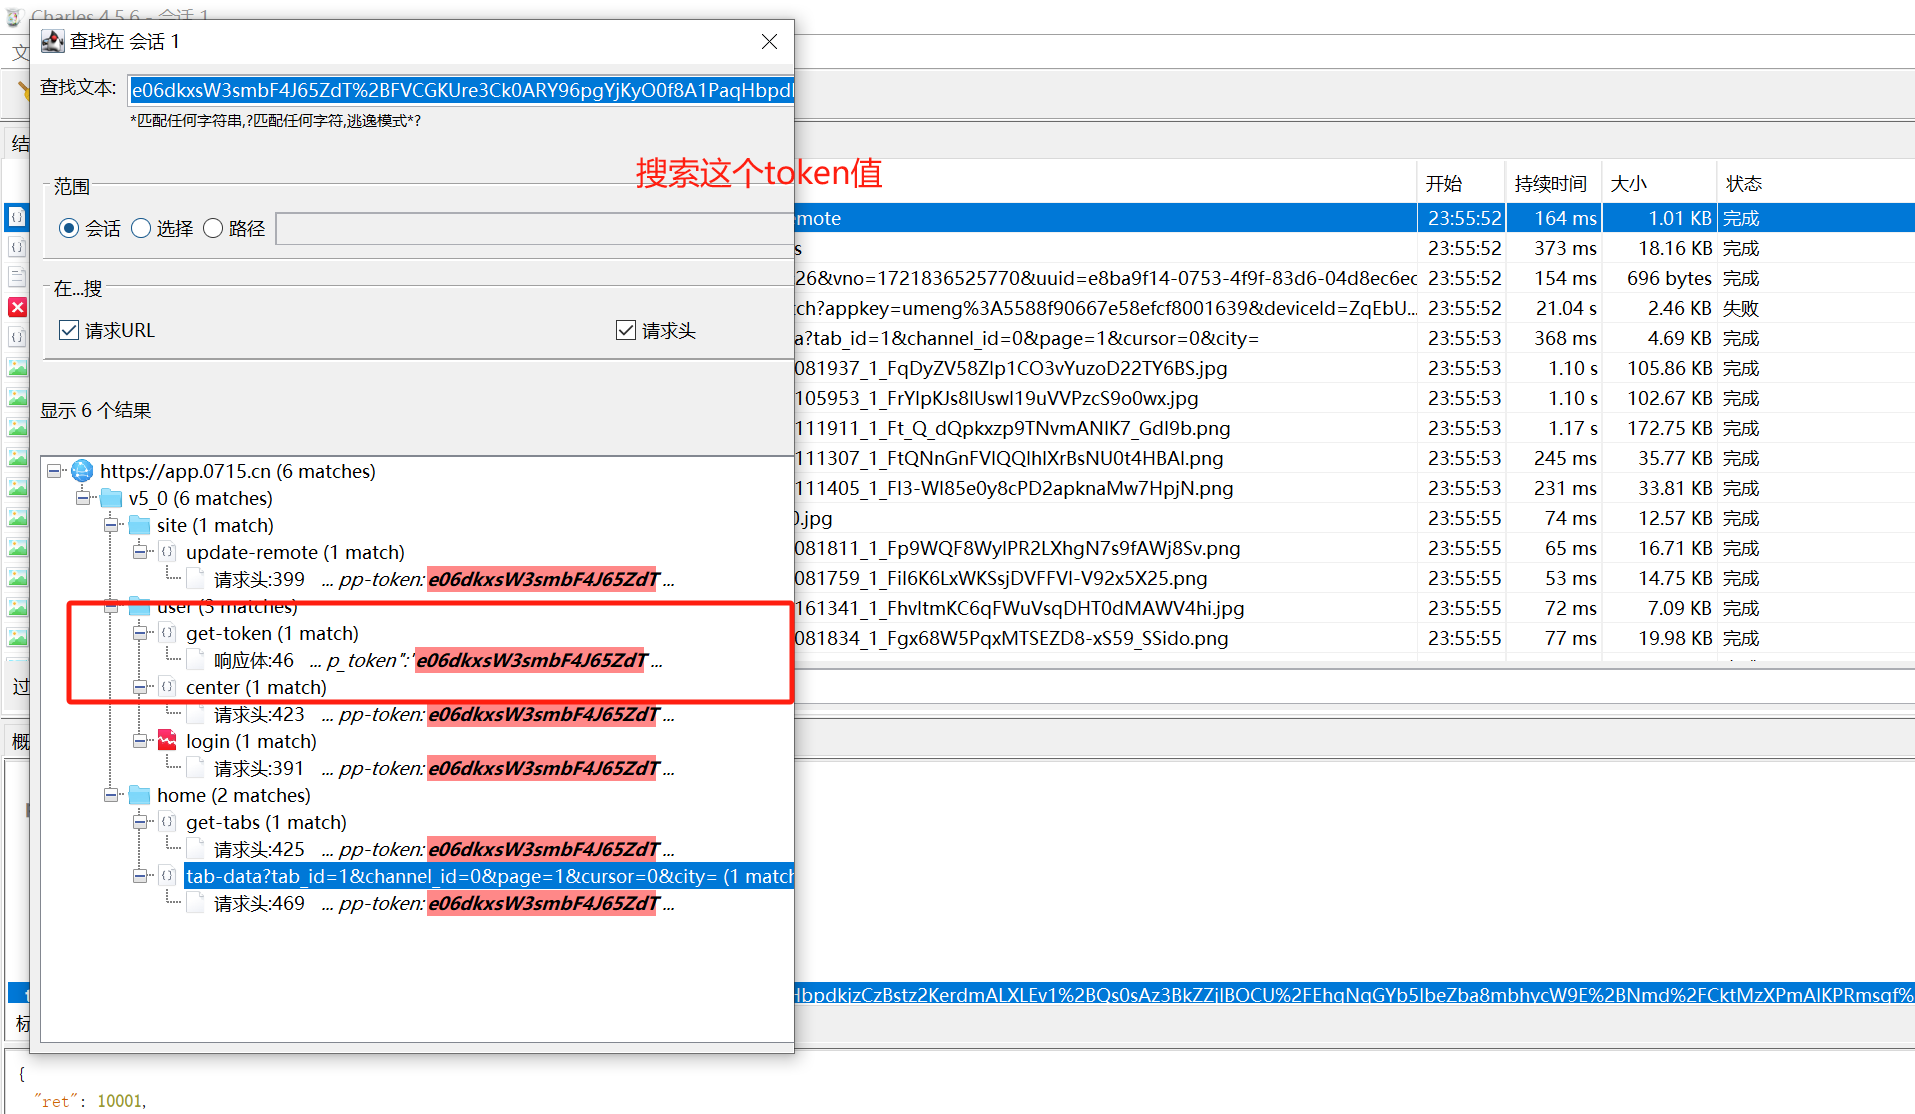 Charles 4.5.6 - 会话 1
查找在 会话 1
文
查找文本: e06dkxsW3smbF4J65ZdT%2BFVCGKUre3Ck0ARY96pgYjKyO0f8A1PaqHbpdl
*匹配任何字符串,?匹配任何字符,逃逸模式*?
结
搜索这个token值
范围
会话 选择 路径
在...搜
请求URL 请求头
显示 6 个结果
https://app.0715.cn (6 matches)
v5_0 (6 matches)
site (1 match)
update-remote (1 match)
请求头:399 ... pp-token: e06dkxsW3smbF4J65ZdT ...
user (3 matches)
get-token (1 match)
响应体:46 ... p_token":"e06dkxsW3smbF4J65ZdT ...
center (1 match)
请求头:423 ... pp-token: e06dkxsW3smbF4J65ZdT ...
login (1 match)
请求头:391 ... pp-token: e06dkxsW3smbF4J65ZdT ...
home (2 matches)
get-tabs (1 match)
请求头:425 ... pp-token: e06dkxsW3smbF4J65ZdT ...
tab-data?tab_id=1&channel_id=0&page=1&cursor=0&city= (1 match
请求头:469 ... pp-token: e06dkxsW3smbF4J65ZdT ...
开始 持续时间 大小 状态
emote 23:55:52 164 ms 1.01 KB 完成
s 23:55:52 373 ms 18.16 KB 完成
26&vno=1721836525770&uuid=e8ba9f14-0753-4f9f-83d6-04d8ec6ec 23:55:52 154 ms 696 bytes 完成
ch?appkey=umeng%3A5588f90667e58efcf8001639&deviceId=ZqEbU... 23:55:52 21.04 s 2.46 KB 失败
a?tab_id=1&channel_id=0&page=1&cursor=0&city= 23:55:53 368 ms 4.69 KB 完成
081937_1_FqDyZV58ZIp1CO3vYuzoD22TY6BS.jpg 23:55:53 1.10 s 105.86 KB 完成
105953_1_FrYlpKJs8lUswl19uVVPzcS9o0wx.jpg 23:55:53 1.10 s 102.67 KB 完成
111911_1_Ft_Q_dQpkxzp9TNvmANlK7_Gdl9b.png 23:55:53 1.17 s 172.75 KB 完成
111307_1_FtQNnGnFVlQQlhlXrBsNU0t4HBAl.png 23:55:53 245 ms 35.77 KB 完成
111405_1_Fl3-Wl85e0y8cPD2apknaMw7HpjN.png 23:55:53 231 ms 33.81 KB 完成
0.jpg 23:55:55 74 ms 12.57 KB 完成
081811_1_Fp9WQF8WylPR2LXhgN7s9fAWj8Sv.png 23:55:55 65 ms 16.71 KB 完成
081759_1_Fil6K6LxWKSsjDVFFVI-V92x5X25.png 23:55:55 53 ms 14.75 KB 完成
161341_1_FhvltmKC6qFWuVsqDHT0dMAWV4hi.jpg 23:55:55 72 ms 7.09 KB 完成
081834_1_Fgx68W5PqxMTSEZD8-xS59_SSido.png 23:55:55 77 ms 19.98 KB 完成
过
概
HbpdkjzCzBstz2KerdmALXLEv1%2BQs0sAz3BkZZjlBOCU%2FEhqNqGYb5lbeZba8mbhycW9E%2BNmd%2FCktMzXPmAlKPRmsgf%
标
{
"ret": 10001,